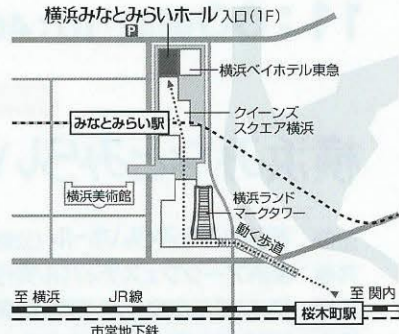 横浜みなとみらいホール 入口(1F)
P
横浜ベイホテル東急
クイーンズ
スクエア横浜
みなとみらい駅
横浜美術館
横浜ランド
マークタワー
動く歩道
至 横浜
JR線
至 関内
桜木町駅
市営地下鉄